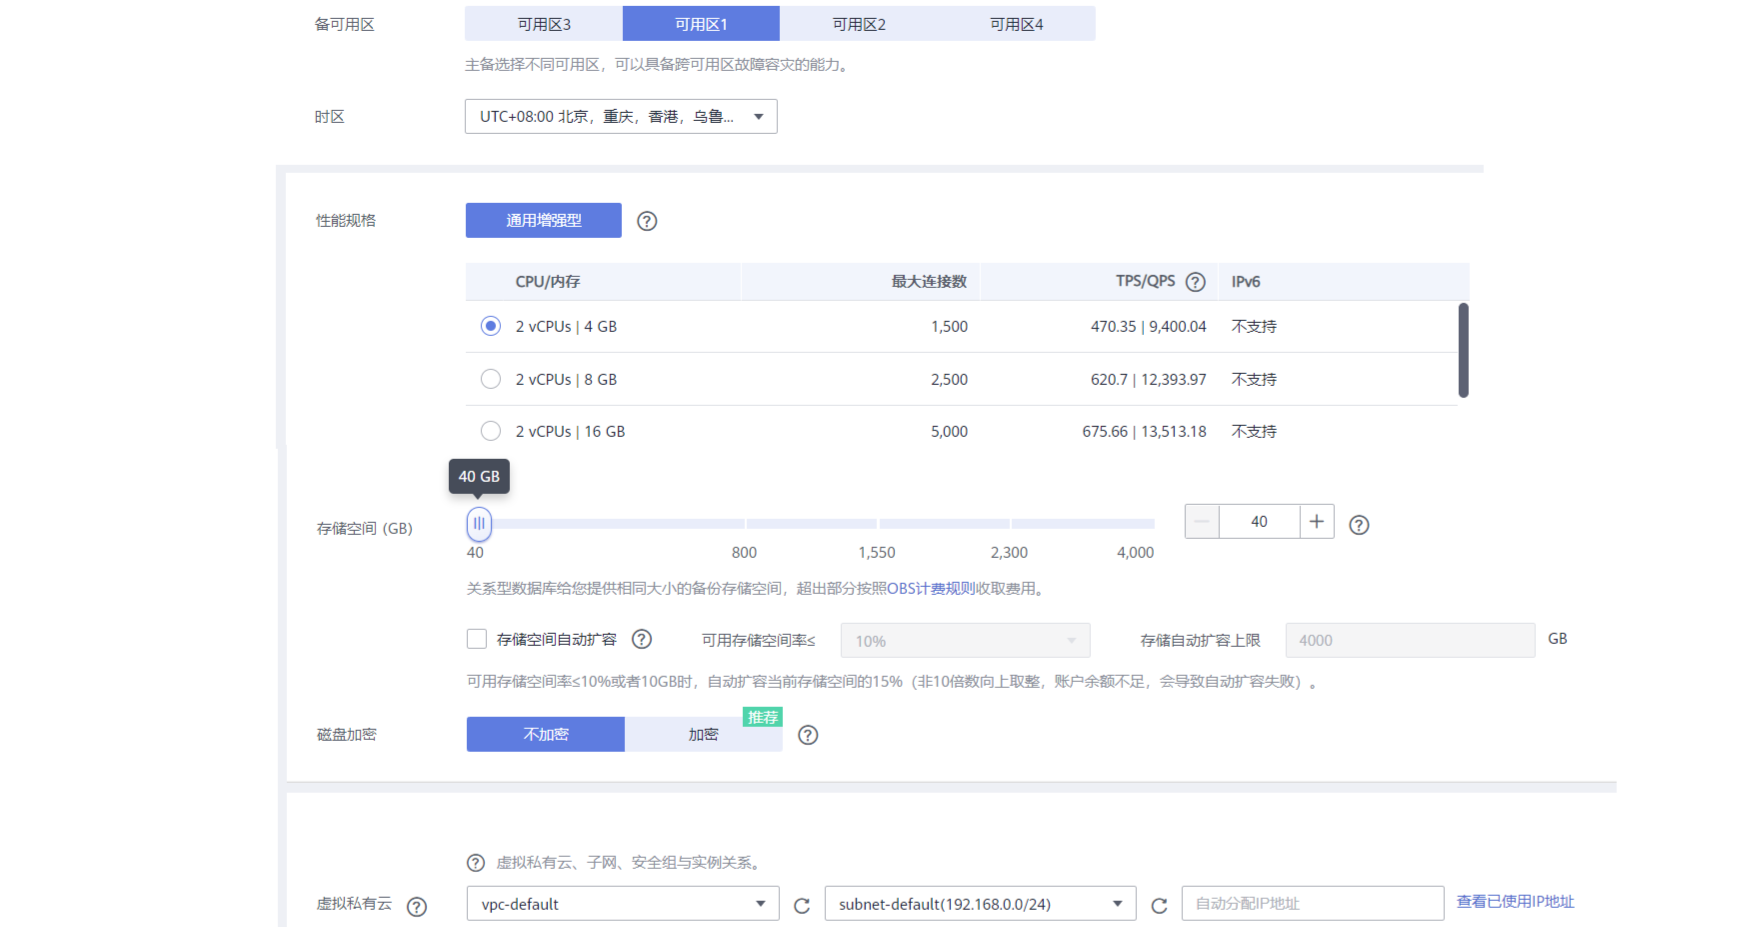 备可用区 可用区3 可用区1 可用区2 可用区4
主备选择不同可用区，可以具备跨可用区故障容灾的能力。
时区 UTC+08:00 北京，重庆，香港，乌鲁...
性能规格 通用增强型
CPU/内存 最大连接数 TPS/QPS IPv6
2 vCPUs | 4 GB 1,500 470.35 | 9,400.04 不支持
2 vCPUs | 8 GB 2,500 620.7 | 12,393.97 不支持
2 vCPUs | 16 GB 5,000 675.66 | 13,513.18 不支持
40 GB
存储空间 (GB) 40
40 800 1,550 2,300 4,000
关系型数据库给您提供相同大小的备份存储空间，超出部分按照OBS计费规则收取费用。
存储空间自动扩容 可用存储空间率≤ 10% 存储自动扩容上限 4000 GB
可用存储空间率≤10%或者10GB时，自动扩容当前存储空间的15%（非10倍数向上取整，账户余额不足，会导致自动扩容失败）。
推荐
磁盘加密 不加密 加密
虚拟私有云、子网、安全组与实例关系。
虚拟私有云 vpc-default subnet-default(192.168.0.0/24) 自动分配IP地址 查看已使用IP地址